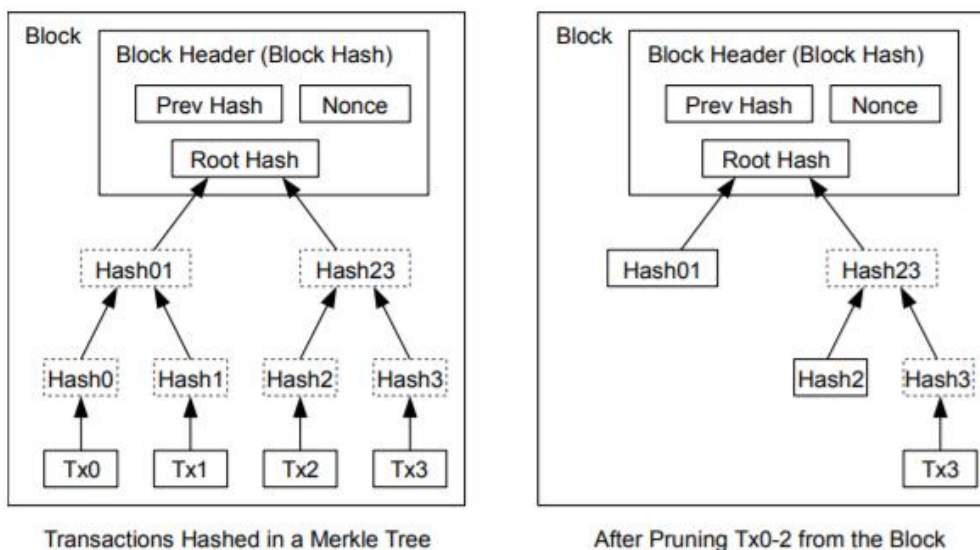 Block
Block Header (Block Hash)
Prev Hash
Nonce
Root Hash
Hash01
Hash23
Hash0
Hash1
Hash2
Hash3
Tx0
Tx1
Tx2
Tx3
Transactions Hashed in a Merkle Tree
Block
Block Header (Block Hash)
Prev Hash
Nonce
Root Hash
Hash01
Hash23
Hash2
Hash3
Tx3
After Pruning Tx0-2 from the Block